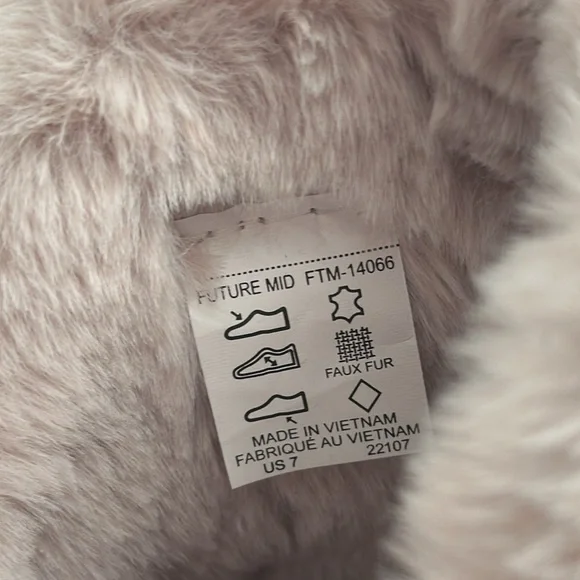 FUTURE MID FTM-14066
FAUX FUR
MADE IN VIETNAM
FABRIQUÉ AU VIETNAM
US 7 22107